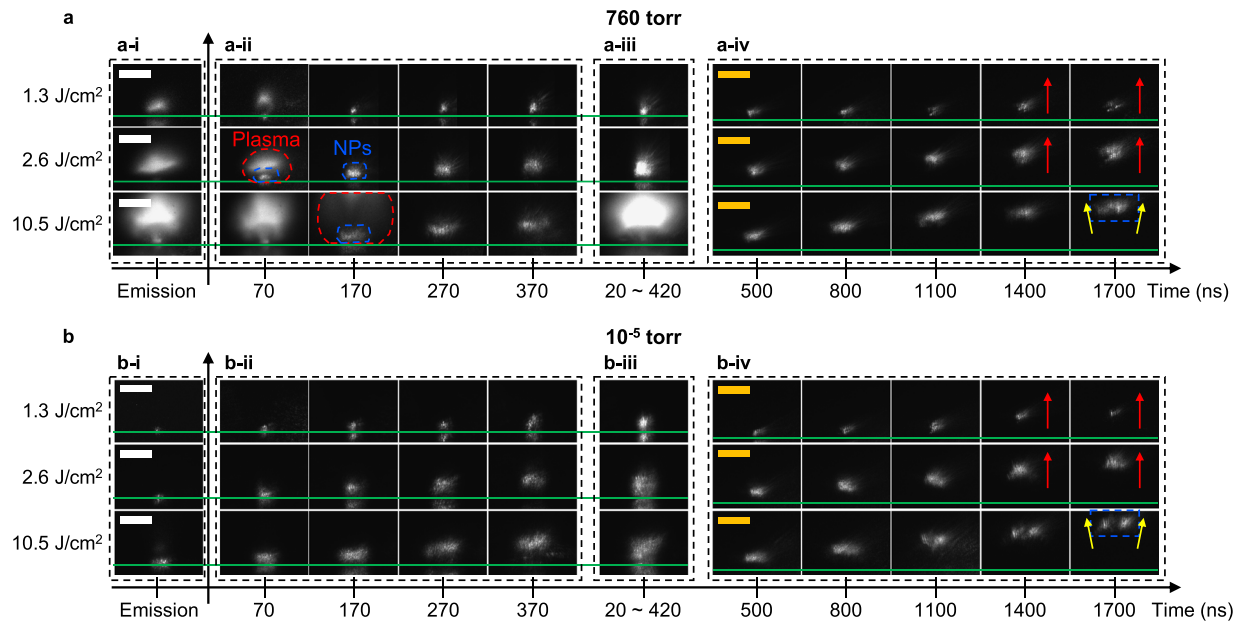 a
760 torr
a-i
a-ii
a-iii
a-iv
1.3 J/cm²
2.6 J/cm²
Plasma
NPs
10.5 J/cm²
Emission 70 170 270 370 20 ~ 420 500 800 1100 1400 1700 Time (ns)
b
10⁻⁵ torr
b-i
b-ii
b-iii
b-iv
1.3 J/cm²
2.6 J/cm²
10.5 J/cm²
Emission 70 170 270 370 20 ~ 420 500 800 1100 1400 1700 Time (ns)